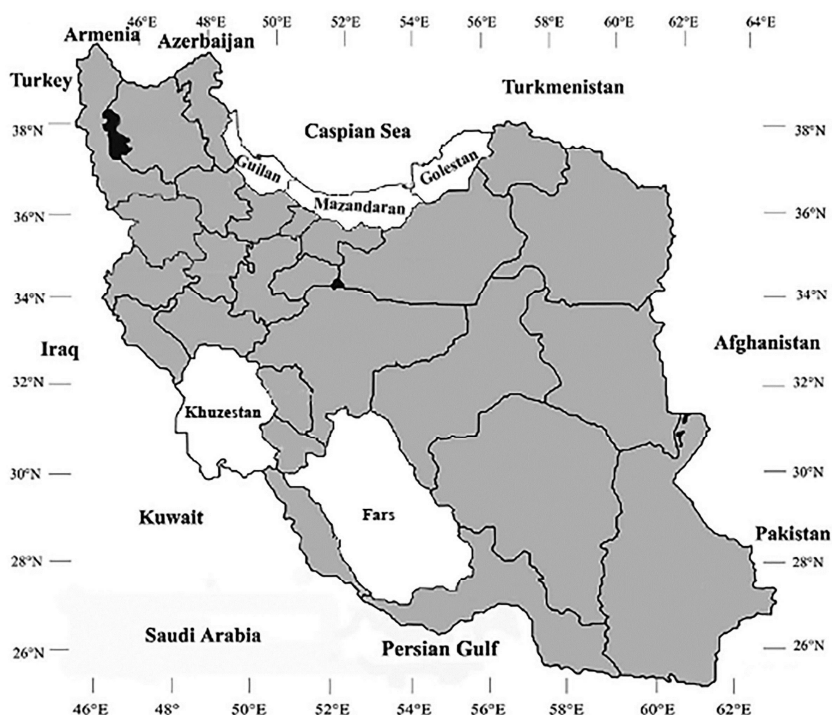 46°E 48°E 50°E 52°E 54°E 56°E 58°E 60°E 62°E 64°E
Armenia
Azerbaijan
Turkey
Turkmenistan
38°N
Caspian Sea
38°N
Guilan
Golestan
Mazandaran
36°N
36°N
34°N
34°N
Iraq
Afghanistan
32°N
32°N
Khuzestan
30°N
30°N
Kuwait
Fars
Pakistan
28°N
28°N
Saudi Arabia
Persian Gulf
26°N
26°N
46°E 48° 50°E 52°E 54°E 56°E 58°E 60°E 62°E